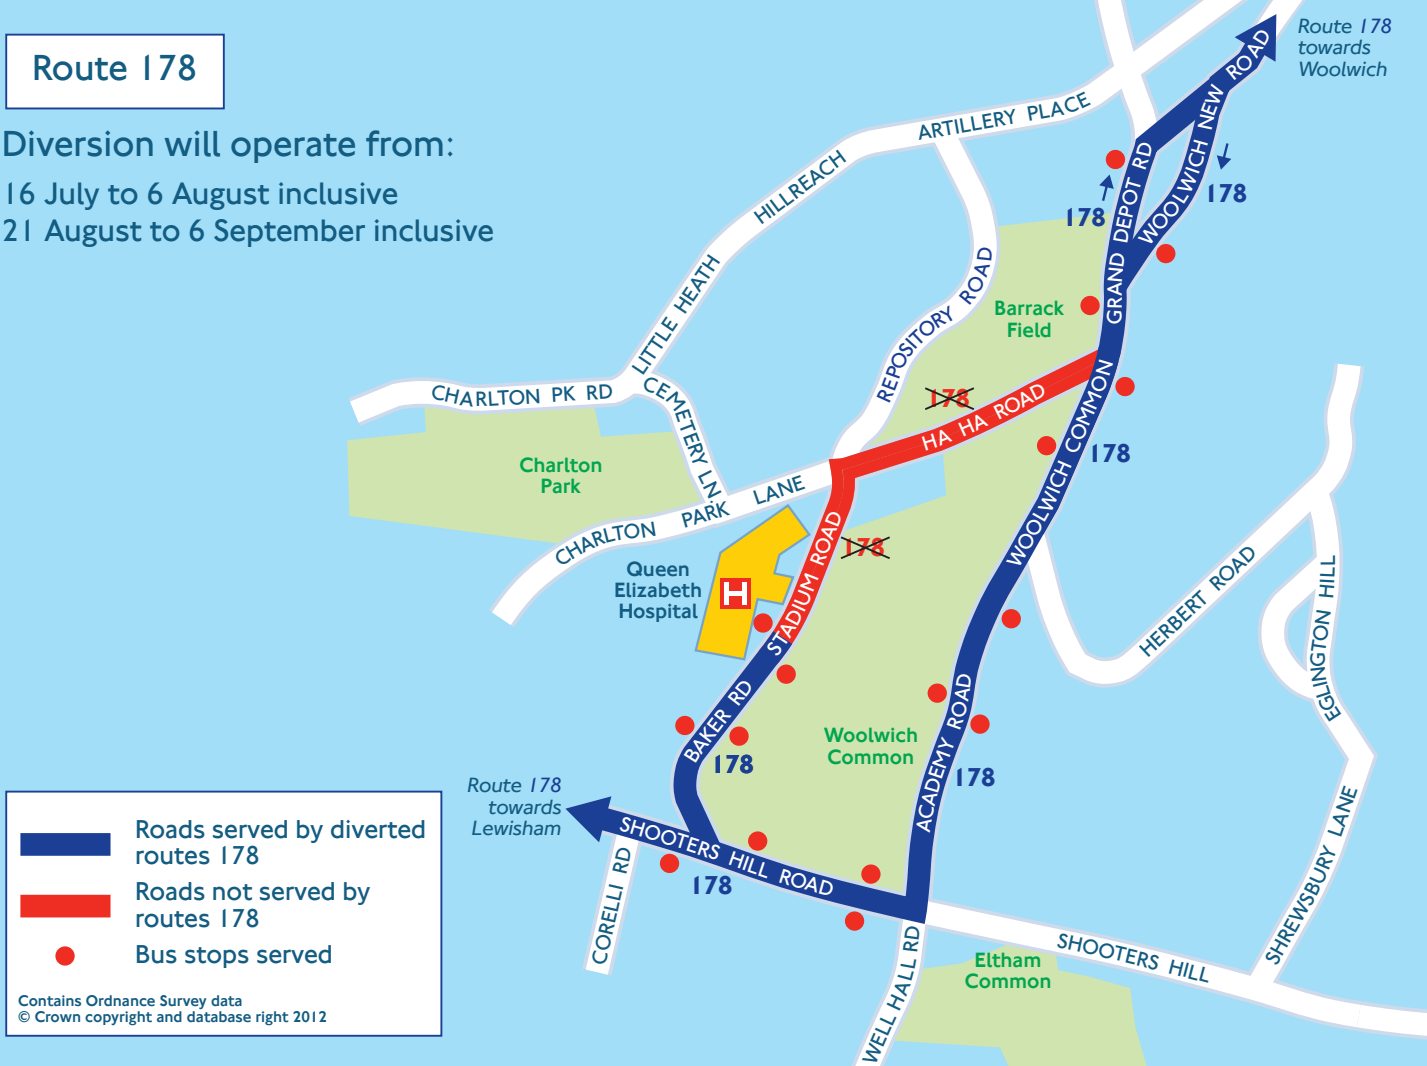 Route 178
Diversion will operate from:
16 July to 6 August inclusive
21 August to 6 September inclusive
Route 178
towards
Woolwich
ARTILLERY PLACE
HILLREACH
LITTLE HEATH
CHARLTON PK RD
CEMETERY LN
REPOSITORY ROAD
WOOLWICH NEW ROAD
GRAND DEPOT RD
178
178
Barrack
Field
178
HA HA ROAD
WOOLWICH COMMON
178
Charlton
Park
CHARLTON PARK LANE
178
STADIUM ROAD
Queen
Elizabeth
Hospital
H
HERBERT ROAD
EGLINGTON HILL
BAKER RD
178
Woolwich
Common
ACADEMY ROAD
178
Route 178
towards
Lewisham
SHOOTERS HILL ROAD
178
CORELLI RD
SHREWSBURY LANE
SHOOTERS HILL
WELL HALL RD
Eltham
Common
Roads served by diverted
routes 178
Roads not served by
routes 178
Bus stops served
Contains Ordnance Survey data
© Crown copyright and database right 2012